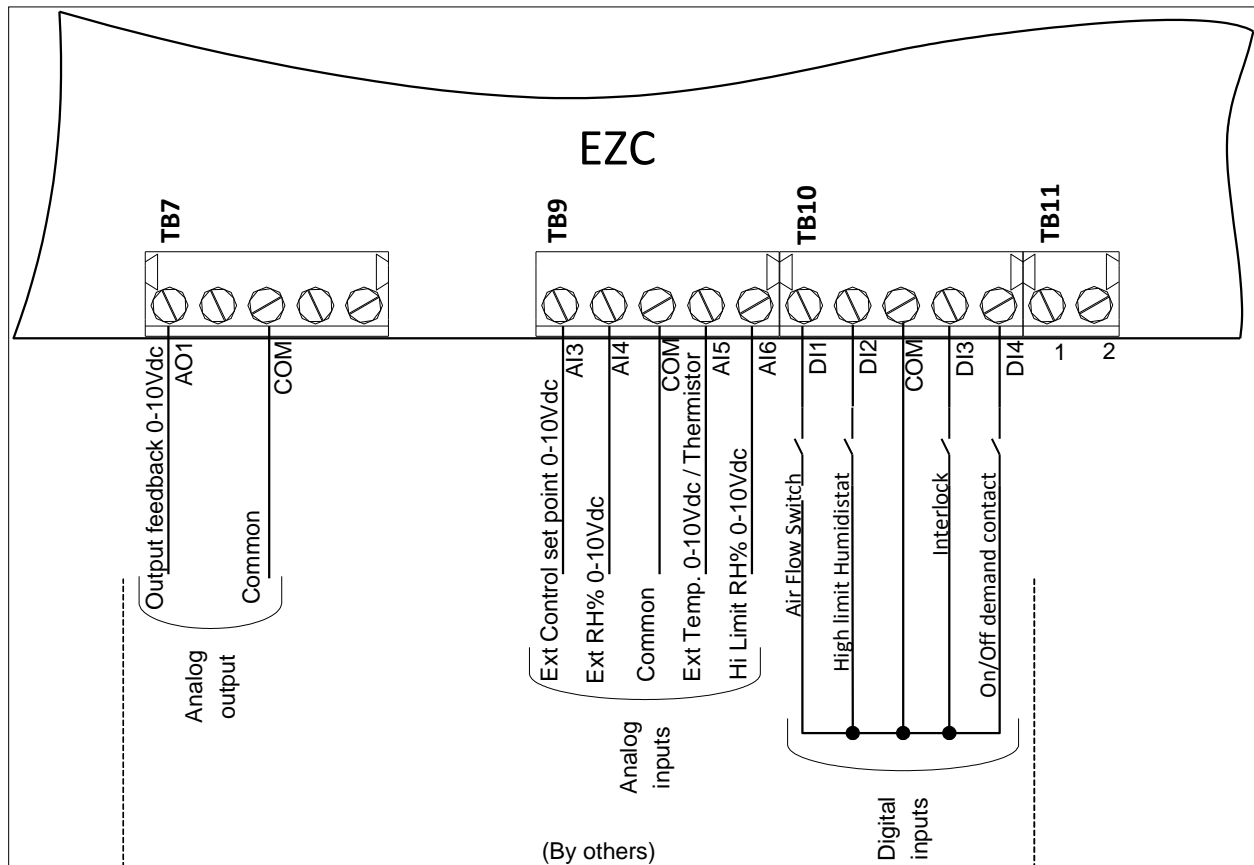 EZC
TB7
TB9
TB10
TB11
AO1
COM
AI3
AI4
COM
AI5
AI6
DI1
DI2
COM
DI3
DI4
1
2
Output feedback 0-10Vdc
Common
Ext Control set point 0-10Vdc
Ext RH% 0-10Vdc
Common
Ext Temp. 0-10Vdc / Thermistor
Hi Limit RH% 0-10Vdc
Air Flow Switch
High limit Humidistat
Interlock
On/Off demand contact
Analog
output
Analog
inputs
Digital
inputs
(By others)